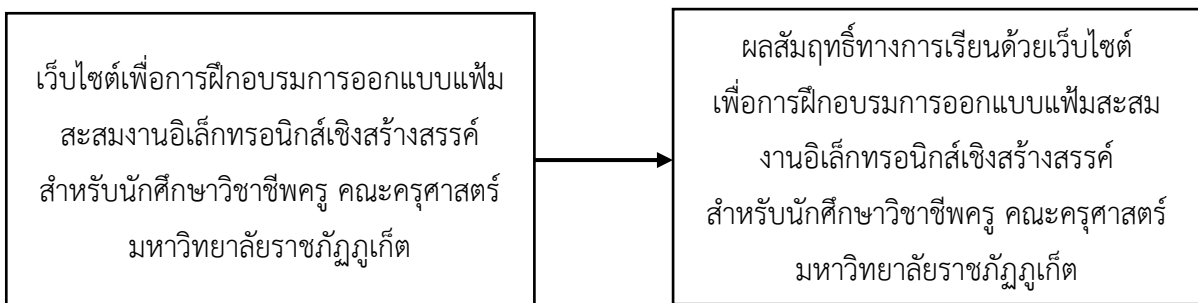 เว็บไซต์เพื่อการฝึกอบรมการออกแบบแฟ้ม
สะสมงานอิเล็กทรอนิกส์เชิงสร้างสรรค์
สำหรับนักศึกษาวิชาชีพครู คณะครุศาสตร์
มหาวิทยาลัยราชภัฏภูเก็ต
ผลสัมฤทธิ์ทางการเรียนด้วยเว็บไซต์
เพื่อการฝึกอบรมการออกแบบแฟ้มสะสม
งานอิเล็กทรอนิกส์เชิงสร้างสรรค์
สำหรับนักศึกษาวิชาชีพครู คณะครุศาสตร์
มหาวิทยาลัยราชภัฏภูเก็ต